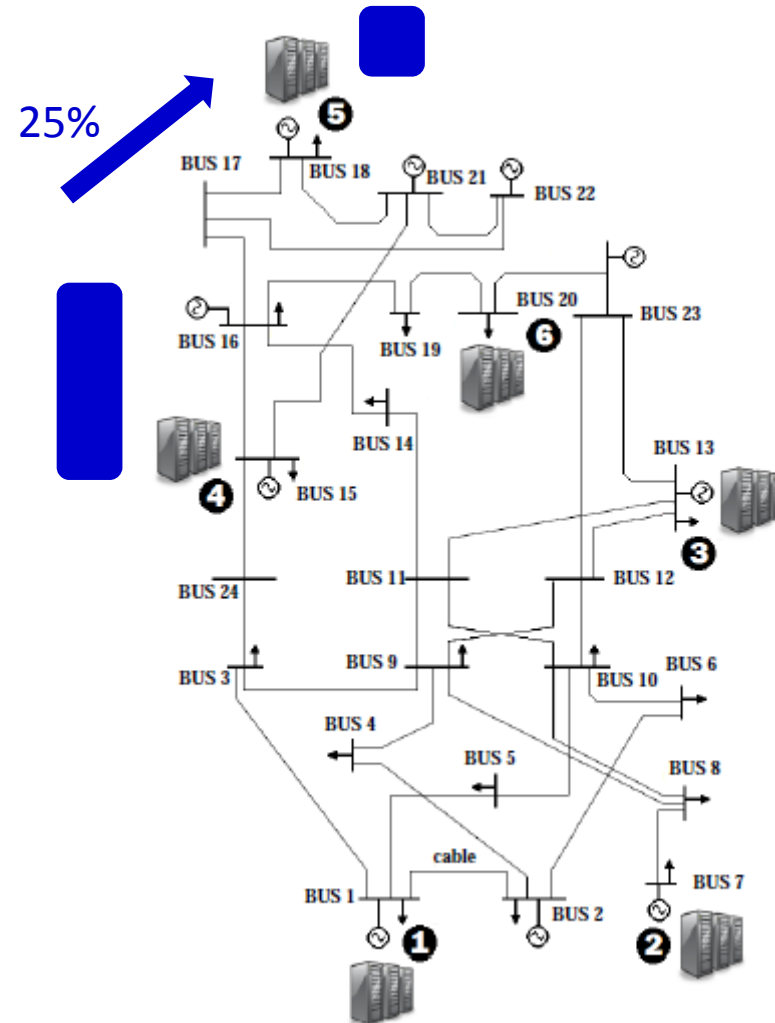 25%
5
BUS 17
BUS 18
BUS 21
BUS 22
BUS 16
BUS 19
BUS 20
BUS 23
6
BUS 14
BUS 13
4
BUS 15
3
BUS 24
BUS 11
BUS 12
BUS 3
BUS 9
BUS 10
BUS 6
BUS 4
BUS 5
BUS 8
cable
BUS 1
BUS 2
BUS 7
1
2